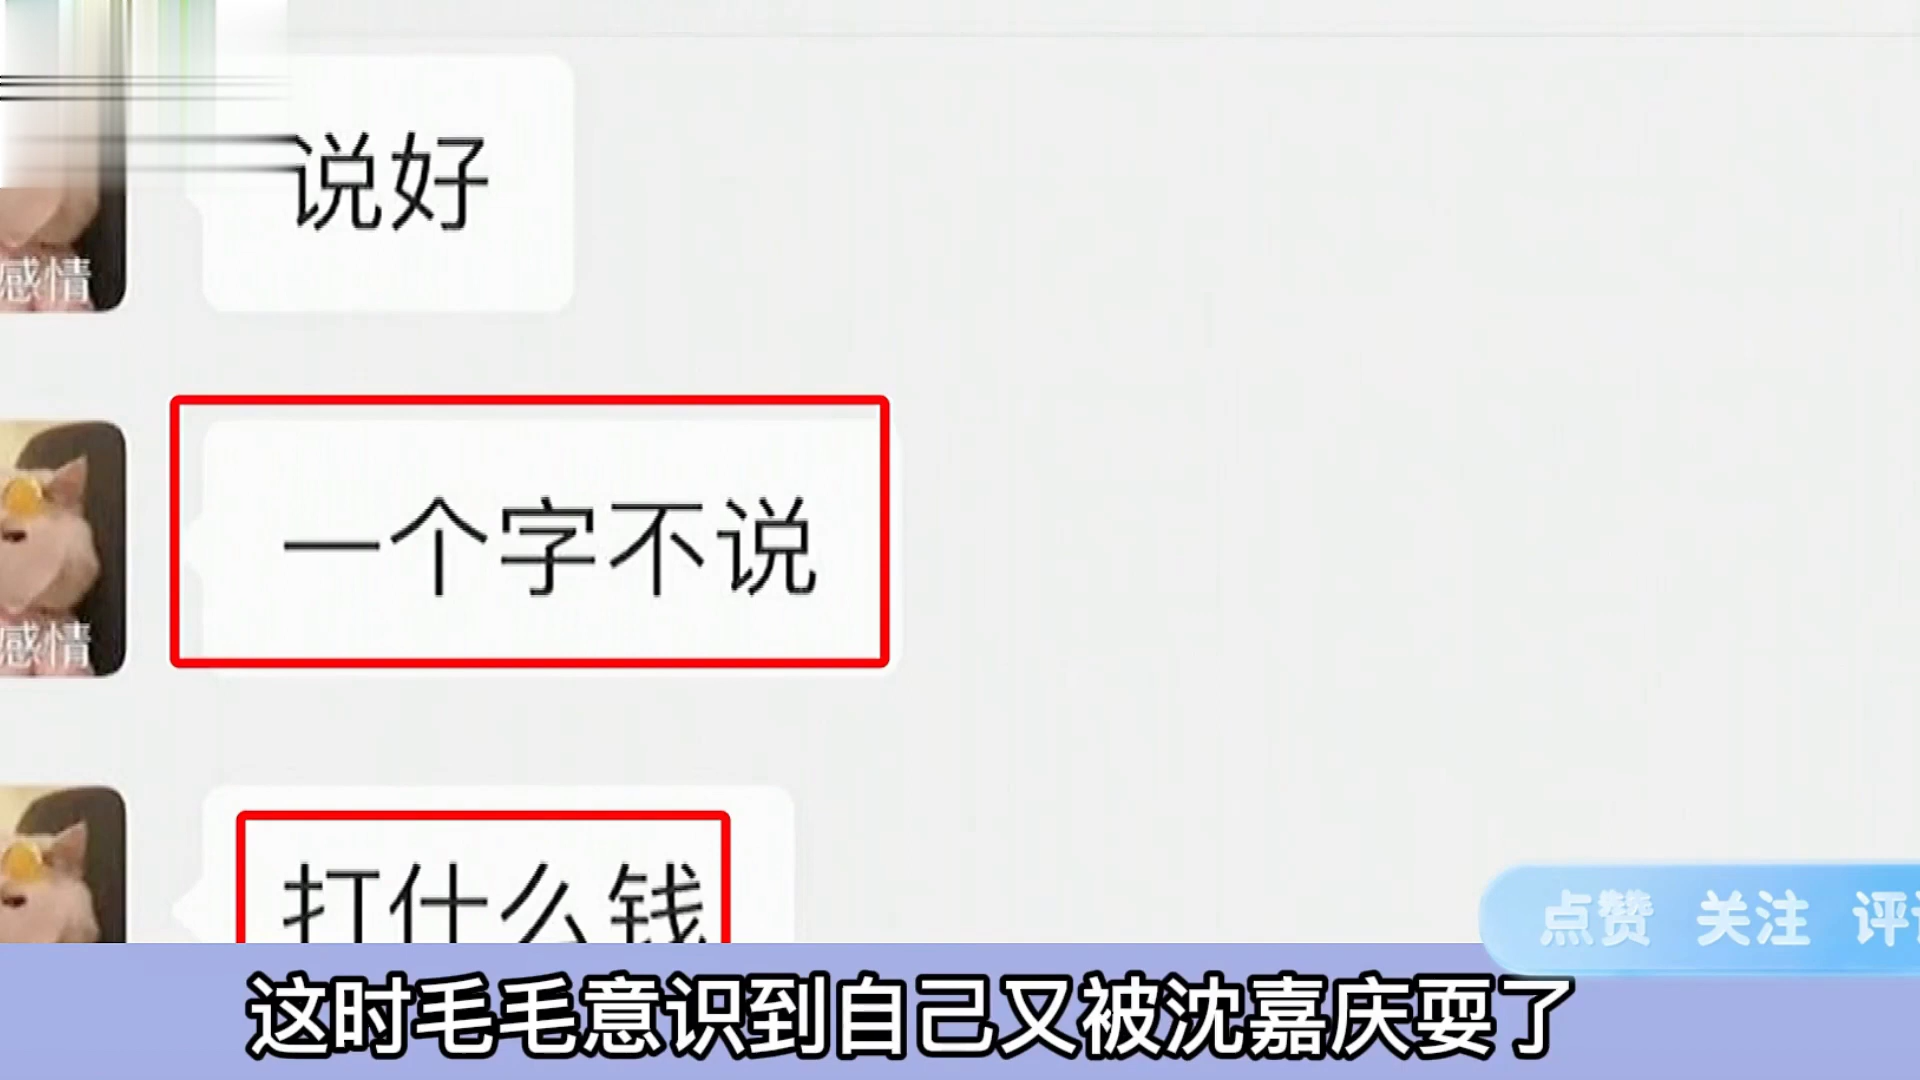 说好
感情
一个字不说
感情
打什么钱
点赞 关注 评
这时毛毛意识到自己又被沈嘉庆耍了